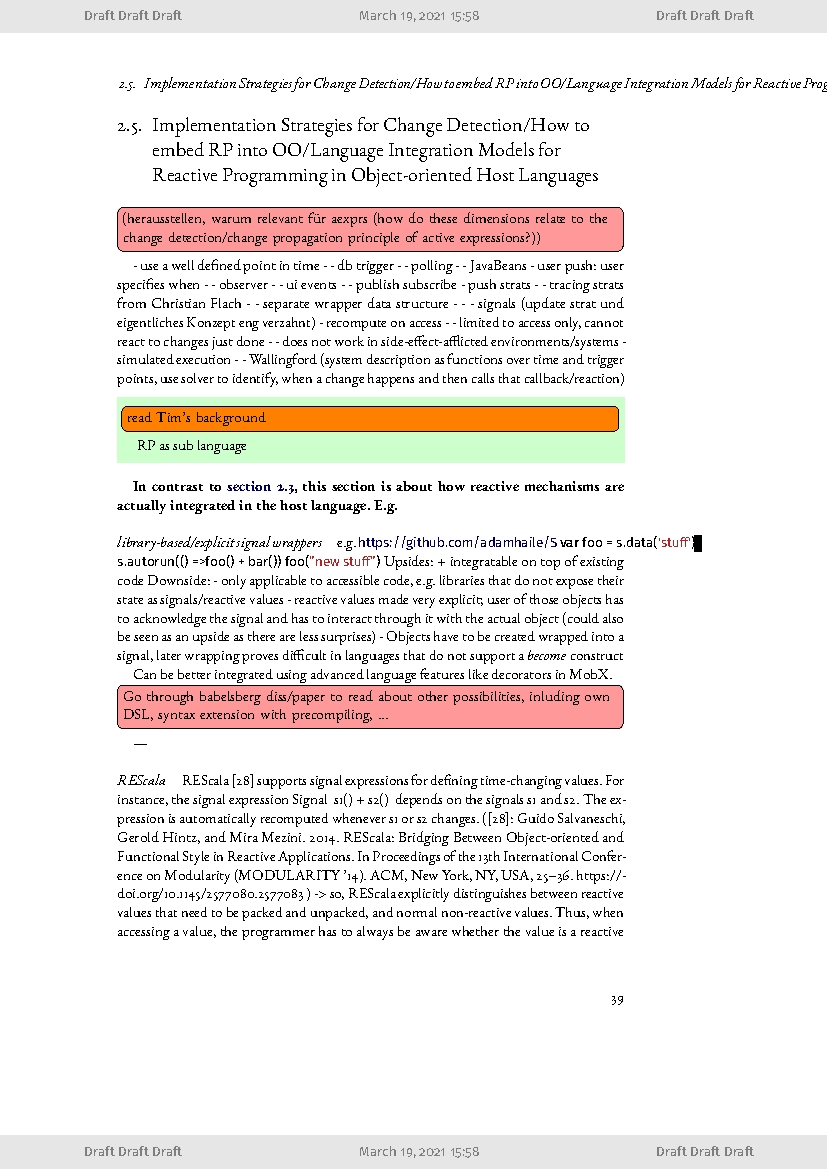 Draft Draft Draft March 19, 2021 15:58 Draft Draft Draft
2.5. Implementation Strategies for Change Detection/How to embed RP into OO/Language Integration Models for Reactive Prog
2.5. Implementation Strategies for Change Detection/How to
embed RP into OO/Language Integration Models for
Reactive Programming in Object-oriented Host Languages
(herausstellen, warum relevant für aexprs (how do these dimensions relate to the
change detection/change propagation principle of active expressions?))
- use a well defined point in time - - db trigger - - polling - - JavaBeans - user push: user
specifies when - - observer - - ui events - - publish subscribe - push strats - - tracing strats
from Christian Flach - - separate wrapper data structure - - - signals (update strat und
eigentliches Konzept eng verzahnt) - recompute on access - - limited to access only, cannot
react to changes just done - - does not work in side-effect-afflicted environments/systems -
simulated execution - - Wallingford (system description as functions over time and trigger
points, use solver to identify, when a change happens and then calls that callback/reaction)
read Tim's background
RP as sub language
In contrast to section 2.3, this section is about how reactive mechanisms are
actually integrated in the host language. E.g.
library-based/explicit signal wrappers e.g. https://github.com/adamhaile/S var foo = s.data('stuff')
s.autorun(() =>foo() + bar()) foo("new stuff") Upsides: + integratable on top of existing
code Downside: - only applicable to accessible code, e.g. libraries that do not expose their
state as signals/reactive values - reactive values made very explicit; user of those objects has
to acknowledge the signal and has to interact through it with the actual object (could also
be seen as an upside as there are less surprises) - Objects have to be created wrapped into a
signal, later wrapping proves difficult in languages that do not support a become construct
Can be better integrated using advanced language features like decorators in MobX.
Go through babelsberg diss/paper to read about other possibilities, inluding own
DSL, syntax extension with precompiling, ...
—
REScala REScala [28] supports signal expressions for defining time-changing values. For
instance, the signal expression Signal s1() + s2() depends on the signals s1 and s2. The ex-
pression is automatically recomputed whenever s1 or s2 changes. ([28]: Guido Salvaneschi,
Gerold Hintz, and Mira Mezini. 2014. REScala: Bridging Between Object-oriented and
Functional Style in Reactive Applications. In Proceedings of the 13th International Confer-
ence on Modularity (MODULARITY '14). ACM, New York, NY, USA, 25–36. https://-
doi.org/10.1145/2577080.2577083 ) -> so, REScala explicitly distinguishes between reactive
values that need to be packed and unpacked, and normal non-reactive values. Thus, when
accessing a value, the programmer has to always be aware whether the value is a reactive
39
Draft Draft Draft March 19, 2021 15:58 Draft Draft Draft